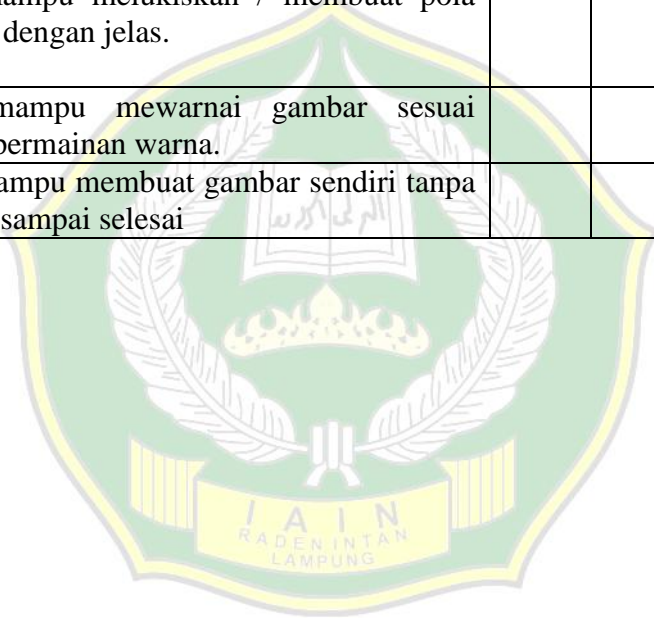 mampu melukiskan / membuat pola
dengan jelas.
mampu mewarnai gambar sesuai
permainan warna.
ampu membuat gambar sendiri tanpa
sampai selesai
I A I N
RADEN INTAN
LAMPUNG